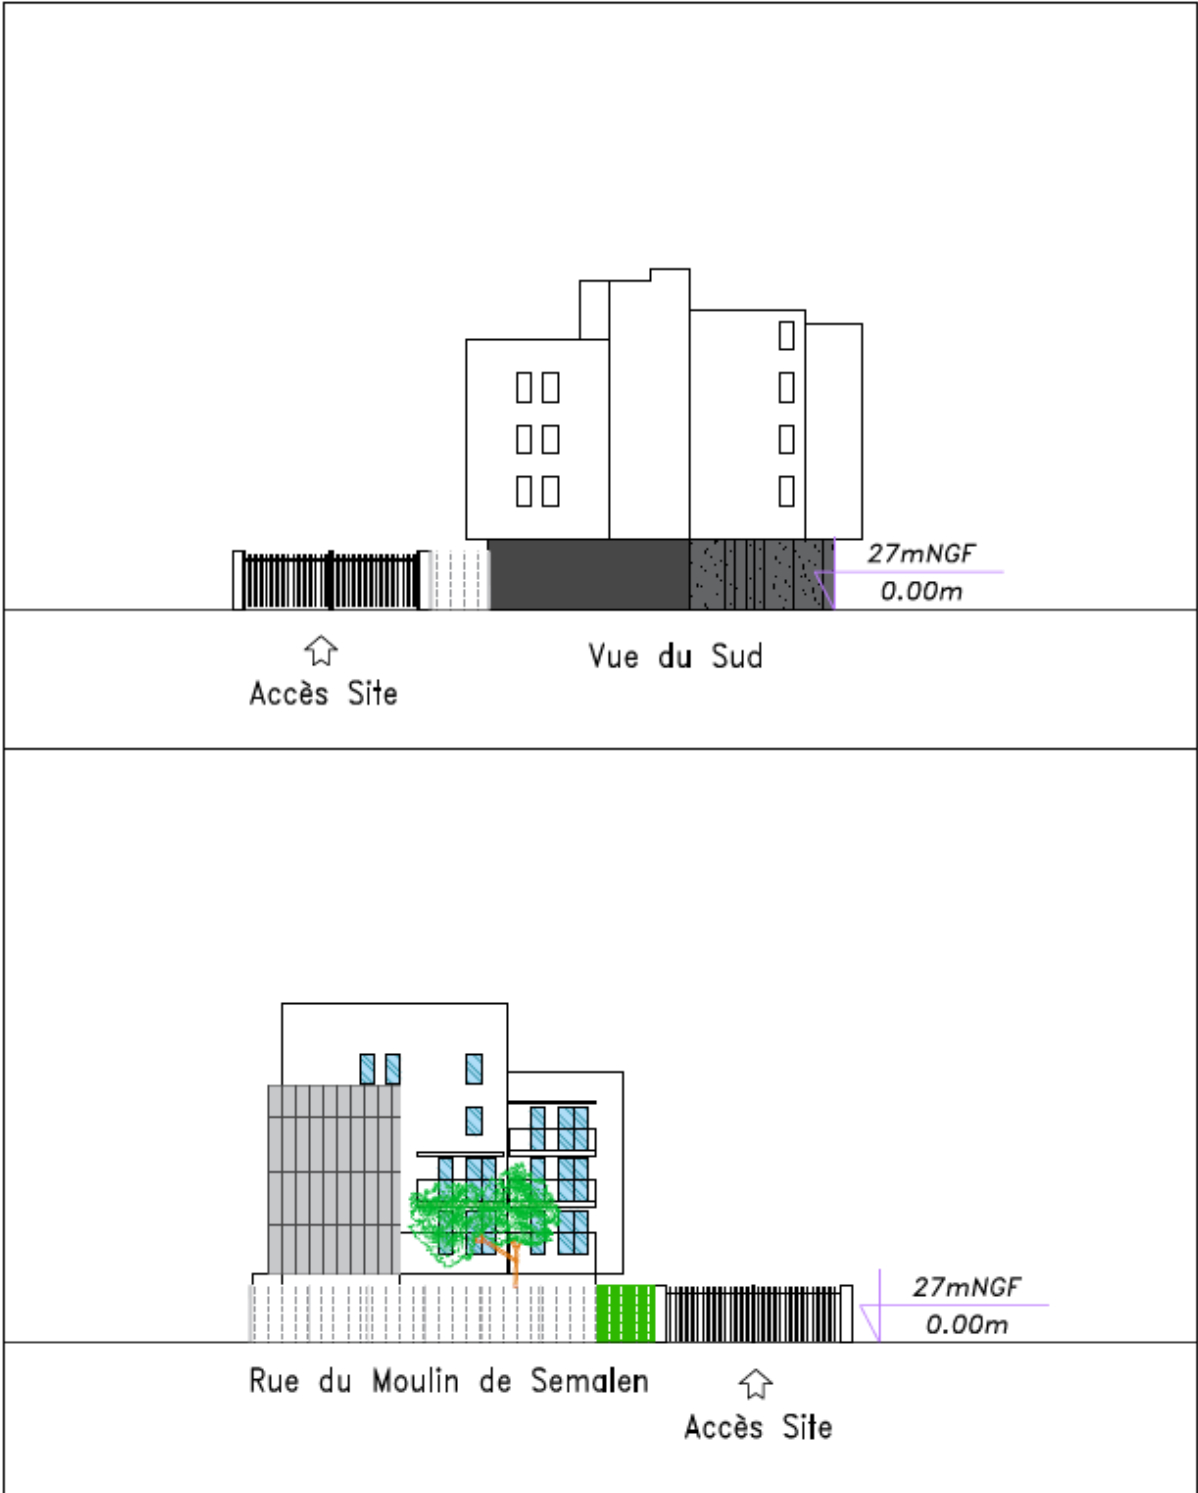 27mNGF
0.00m
Vue du Sud
Accès Site
27mNGF
0.00m
Rue du Moulin de Semalen
Accès Site